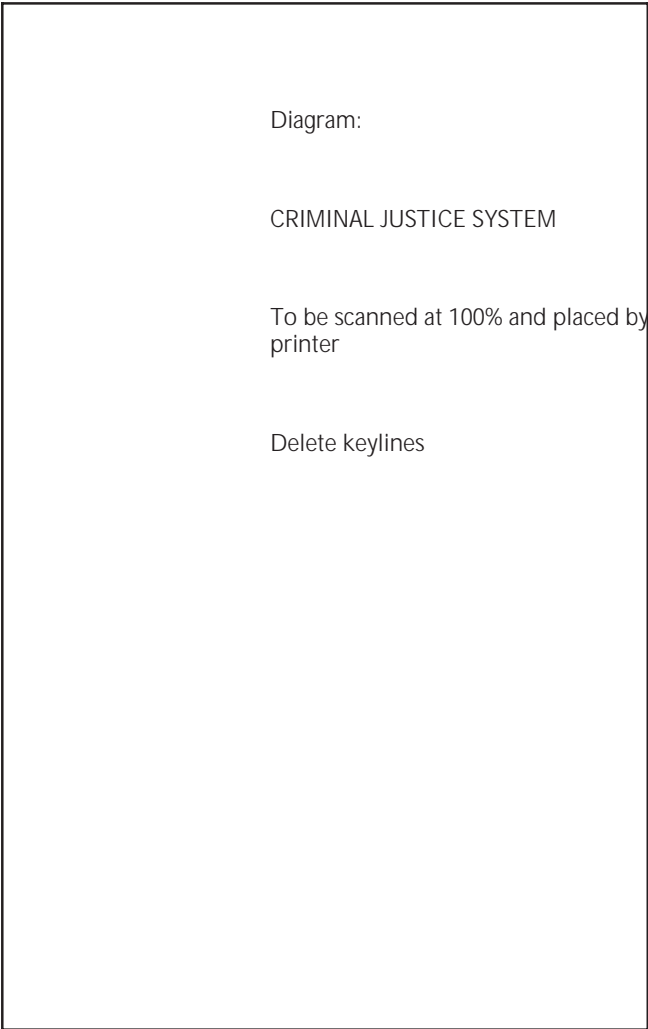 Diagram:
CRIMINAL JUSTICE SYSTEM
To be scanned at 100% and placed by
printer
Delete keylines